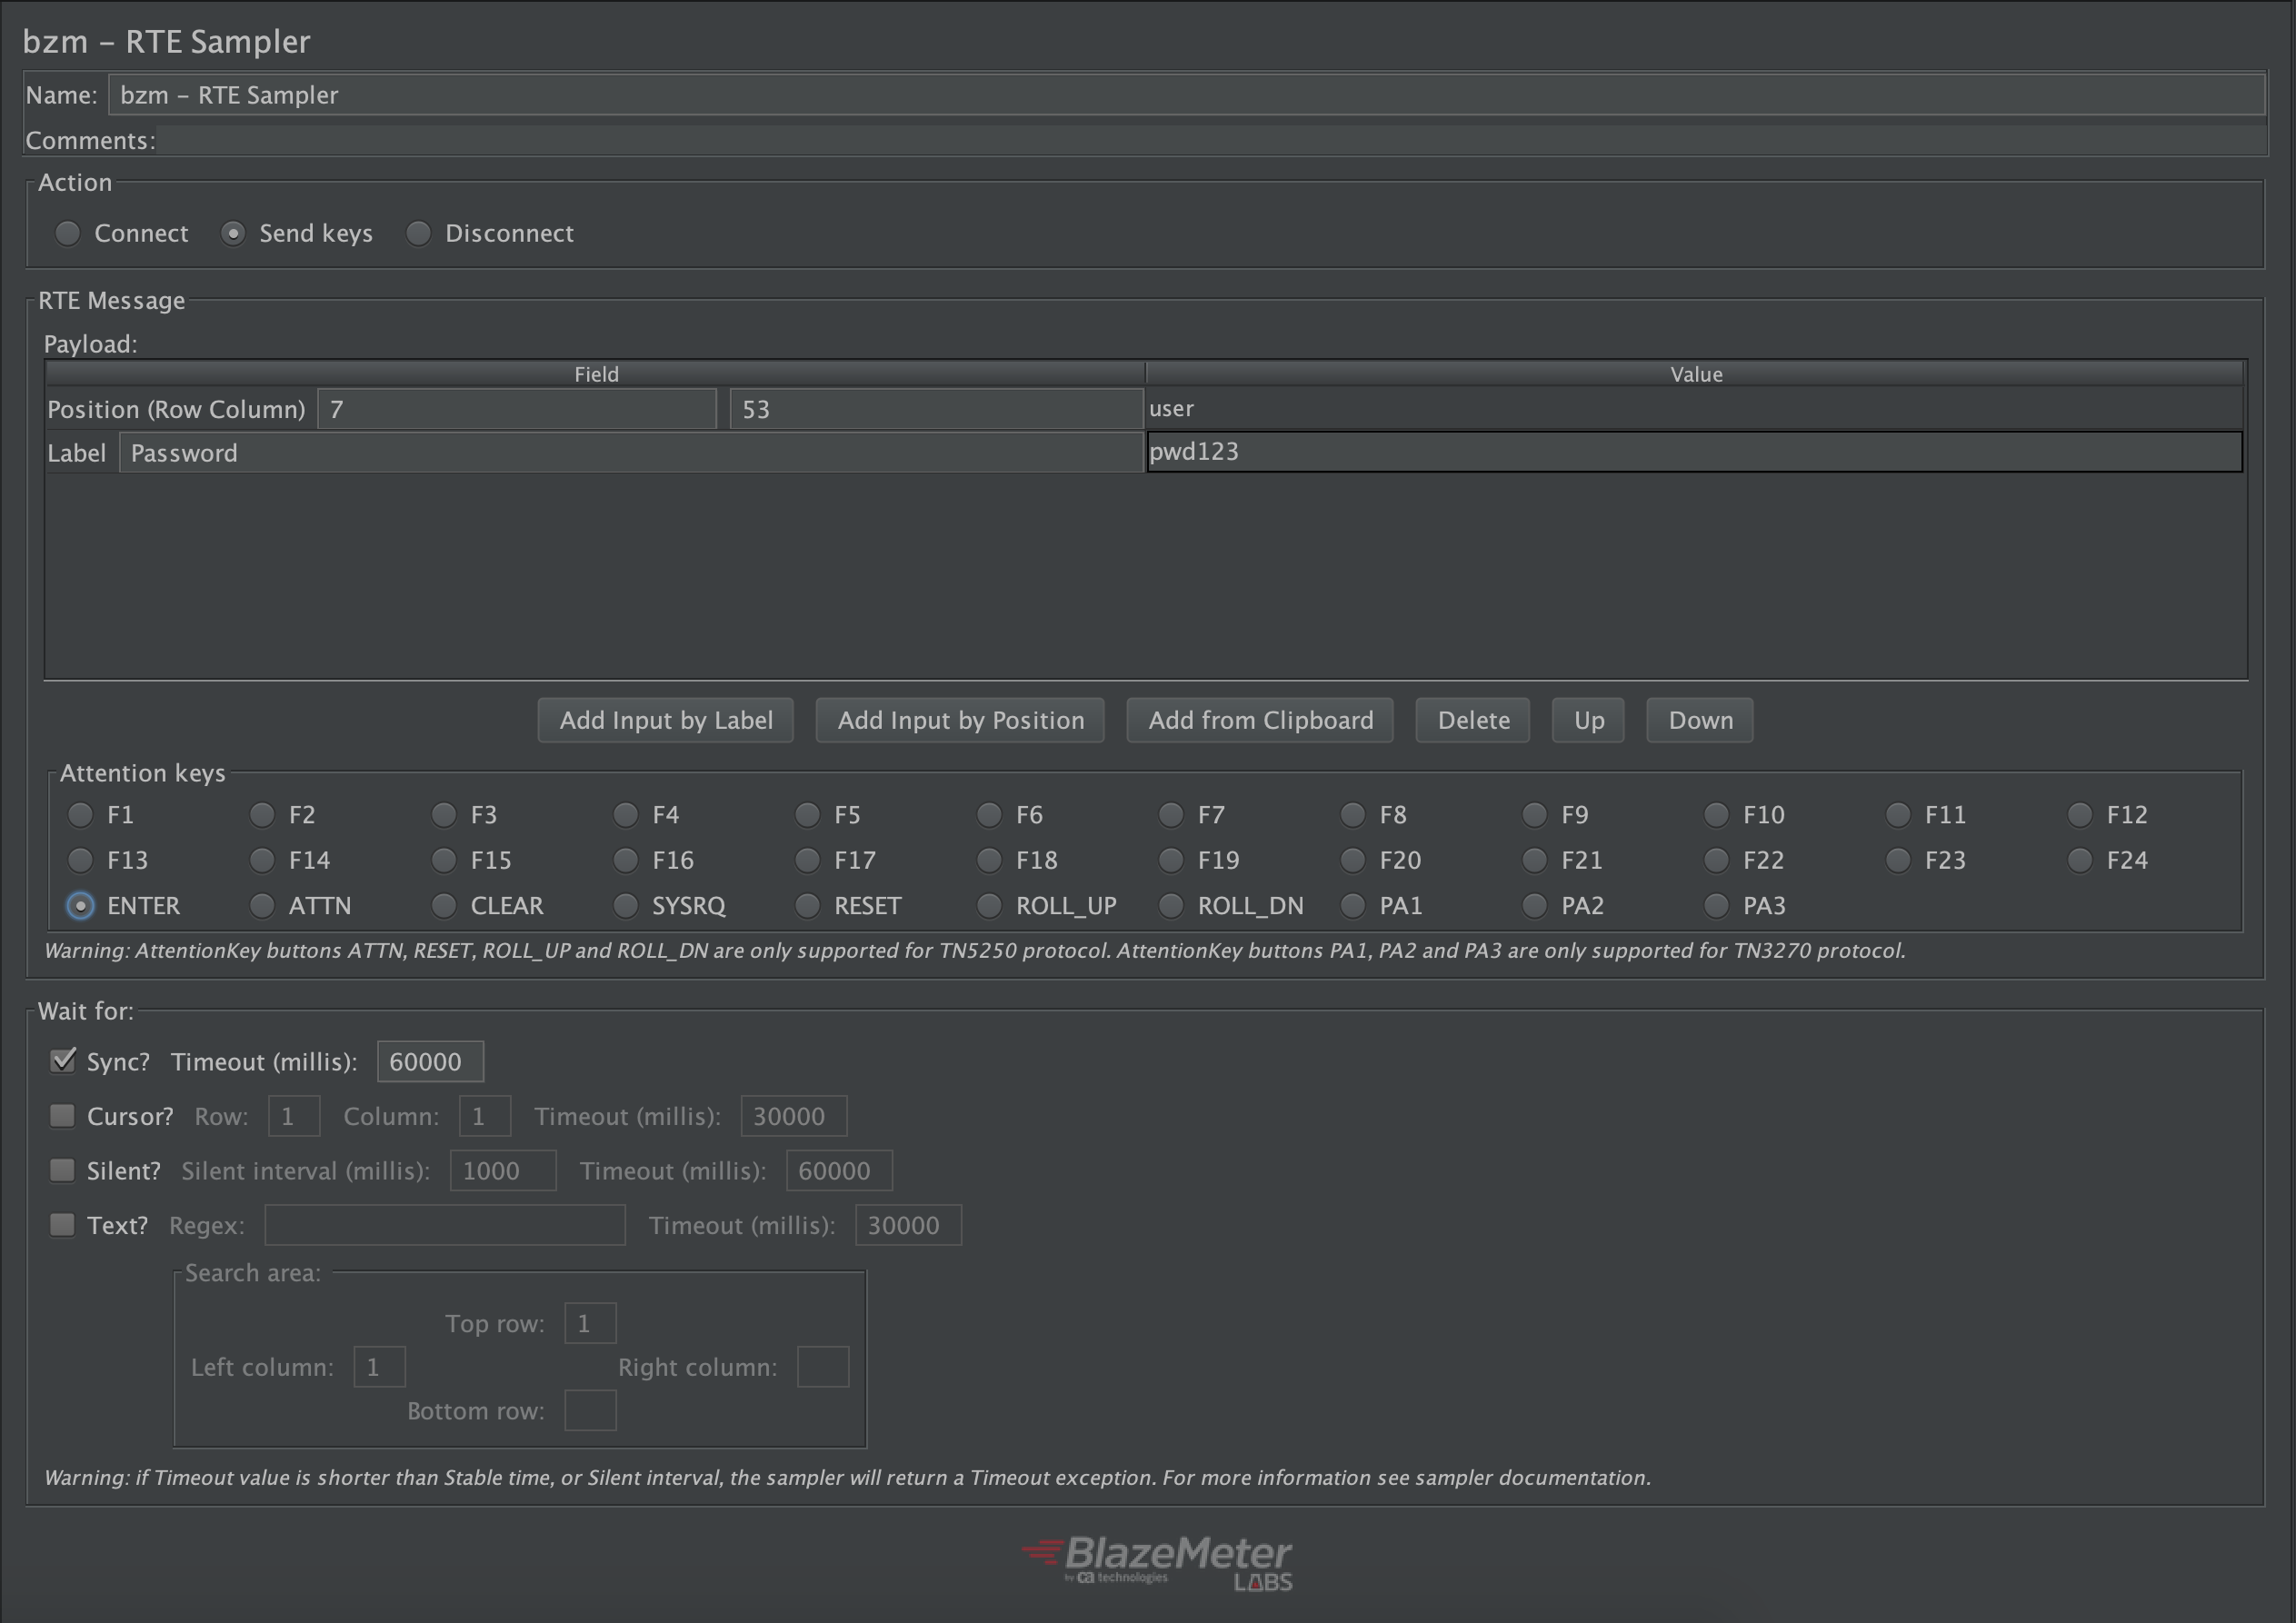 bzm – RTE Sampler
Name: bzm – RTE Sampler
Comments:
Action
Connect Send keys Disconnect
RTE Message
Payload:
Field Value
Position (Row Column) 7 53 user
Label Password pwd123
Add Input by Label Add Input by Position Add from Clipboard Delete Up Down
Attention keys
F1 F2 F3 F4 F5 F6 F7 F8 F9 F10 F11 F12
F13 F14 F15 F16 F17 F18 F19 F20 F21 F22 F23 F24
ENTER ATTN CLEAR SYSRQ RESET ROLL_UP ROLL_DN PA1 PA2 PA3
Warning: AttentionKey buttons ATTN, RESET, ROLL_UP and ROLL_DN are only supported for TN5250 protocol. AttentionKey buttons PA1, PA2 and PA3 are only supported for TN3270 protocol.
Wait for:
Sync? Timeout (millis): 60000
Cursor? Row: 1 Column: 1 Timeout (millis): 30000
Silent? Silent interval (millis): 1000 Timeout (millis): 60000
Text? Regex: Timeout (millis): 30000
Search area:
Top row: 1
Left column: 1 Right column:
Bottom row:
Warning: if Timeout value is shorter than Stable time, or Silent interval, the sampler will return a Timeout exception. For more information see sampler documentation.
BlazeMeter
by ca technologies
LABS